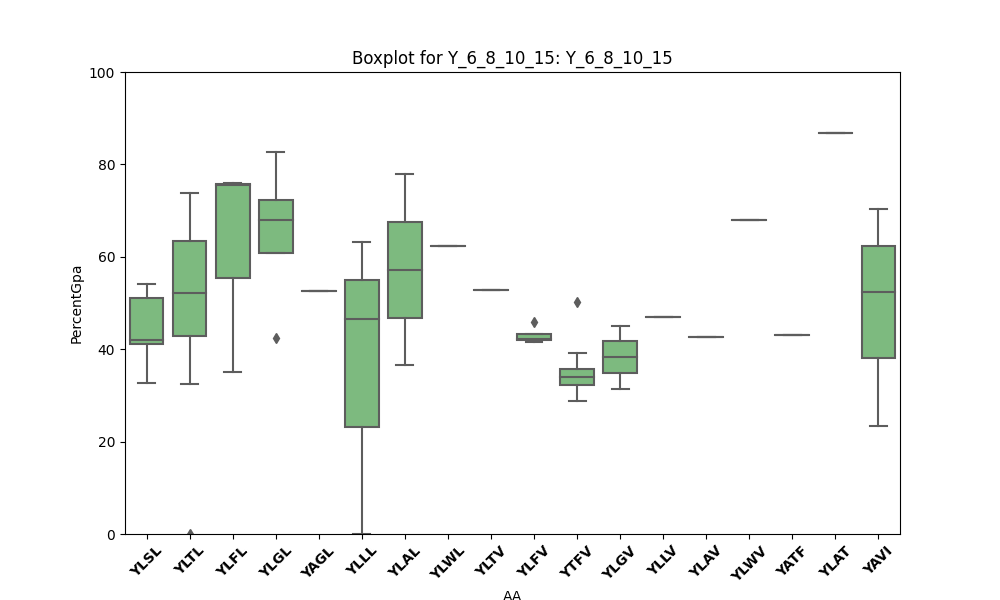 Boxplot for Y_6_8_10_15: Y_6_8_10_15
PercentGpa
100
80
60
40
20
0
YLSL
YLTL
YLFL
YLGL
YAGL
YLLL
YLAL
YLWL
YLTV
YLFV
YTFV
YLGV
YLLV
YLAV
YLWV
YATF
YLAT
YAVI
AA